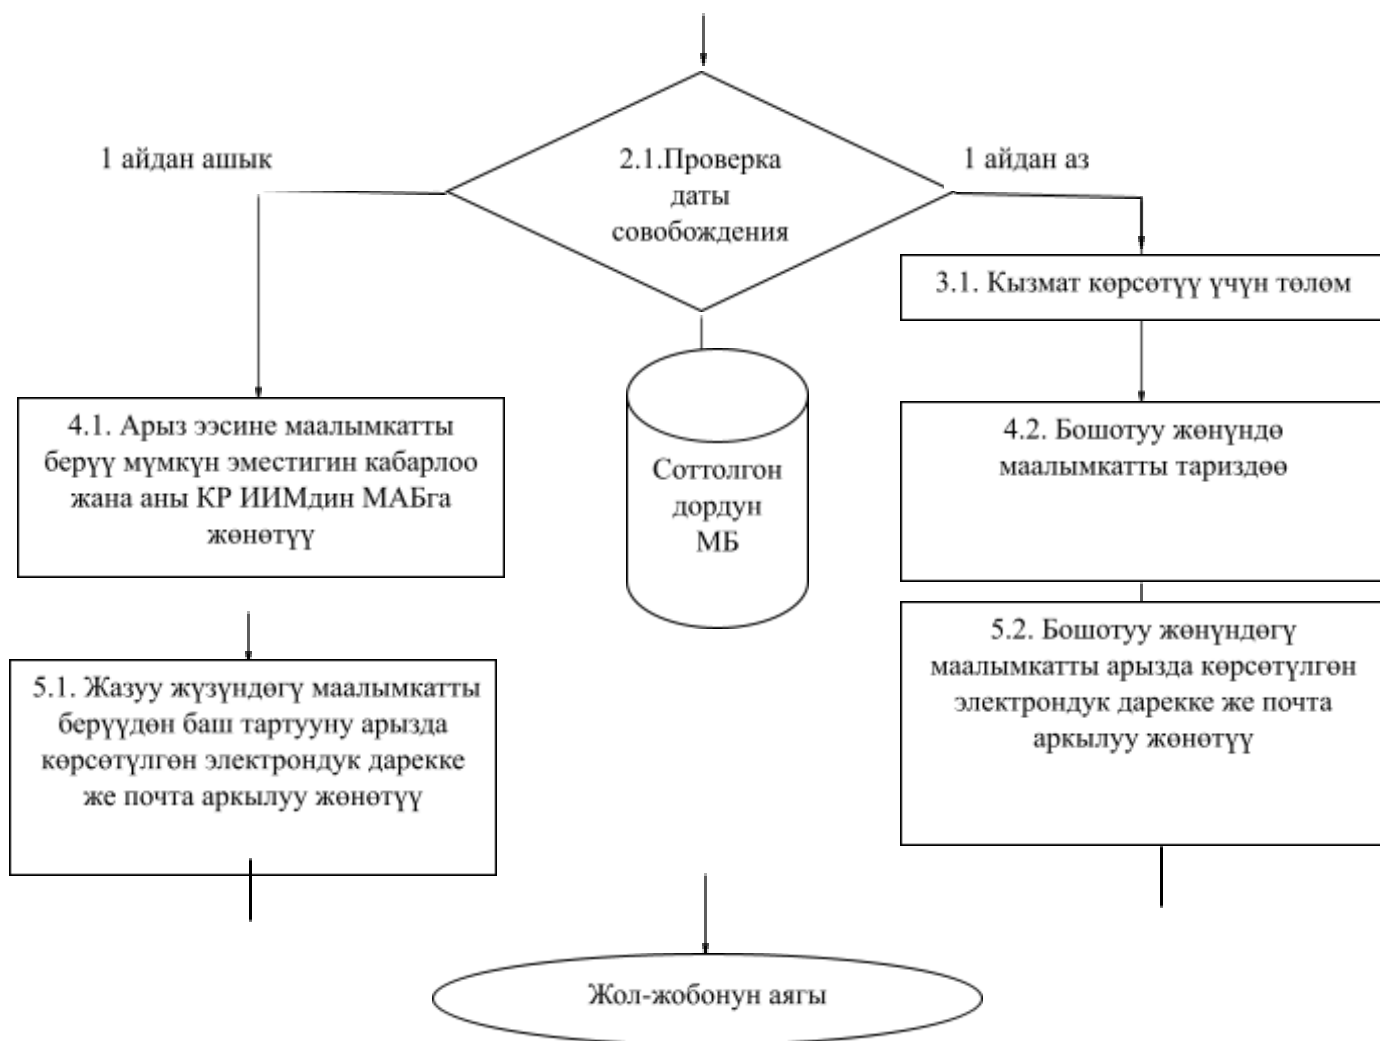 1 айдан ашык
2.1.Проверка
даты
совобождения
1 айдан аз
3.1. Кызмат көрсөтүү үчүн төлөм
4.1. Арыз ээсине маалымкатты
берүү мүмкүн эместигин кабарлоо
жана аны КР ИИМдин МАБга
жөнөтүү
Соттолгон
дордун
МБ
4.2. Бошотуу жөнүндө
маалымкатты тариздөө
5.1. Жазуу жүзүндөгү маалымкатты
берүүдөн баш тартууну арызда
көрсөтүлгөн электрондук дарекке
же почта аркылуу жөнөтүү
5.2. Бошотуу жөнүндөгү
маалымкатты арызда көрсөтүлгөн
электрондук дарекке же почта
аркылуу жөнөтүү
Жол-жобонун аягы